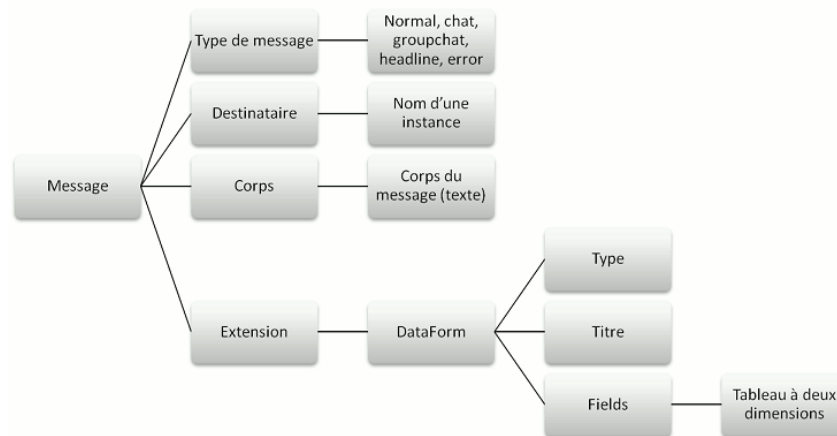 Type de message
Normal, chat,
groupchat,
headline, error
Destinataire
Nom d'une
instance
Message
Corps
Corps du
message (texte)
Type
Extension
DataForm
Titre
Fields
Tableau à deux
dimensions